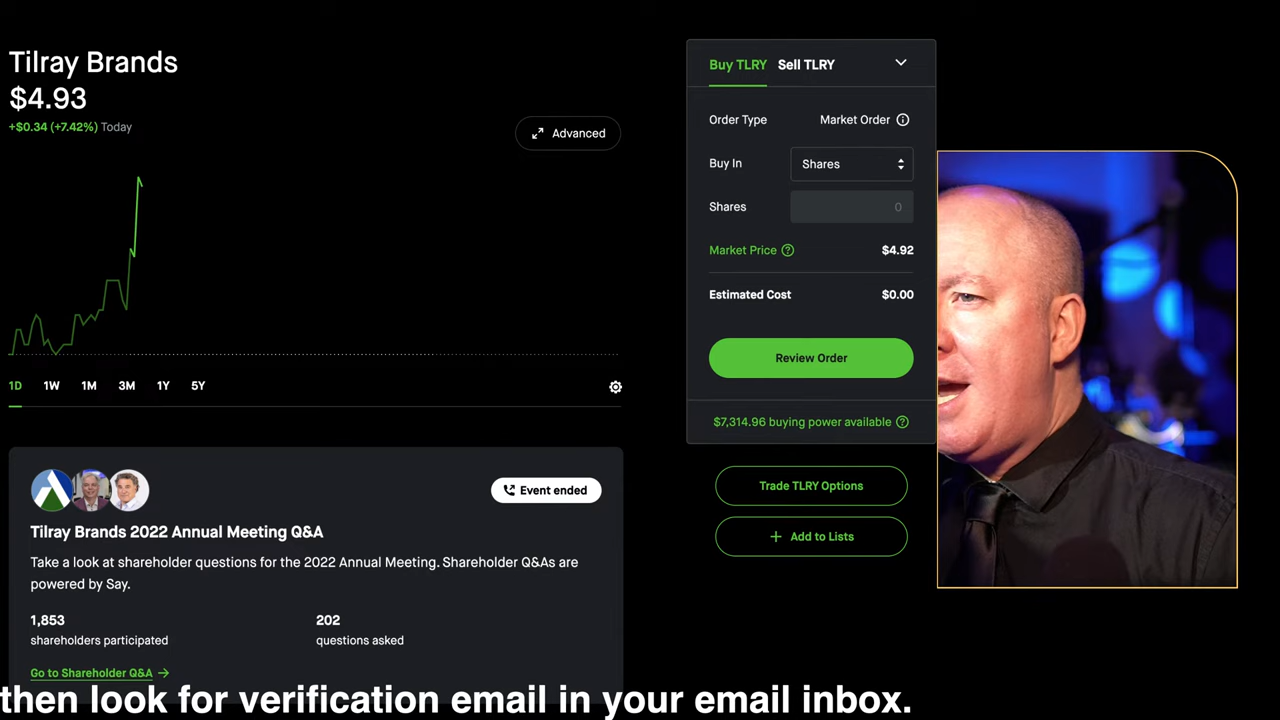 Tilray Brands
$4.93
+$0.34 (+7.42%) Today
Advanced
1D 1W 1M 3M 1Y 5Y
Event ended
Tilray Brands 2022 Annual Meeting Q&A
Take a look at shareholder questions for the 2022 Annual Meeting. Shareholder Q&As are
powered by Say.
1,853 202
shareholders participated questions asked
Go to Shareholder Q&A →
Buy TLRY Sell TLRY
Order Type Market Order
Buy In Shares
Shares 0
Market Price $4.92
Estimated Cost $0.00
Review Order
$7,314.96 buying power available
Trade TLRY Options
+ Add to Lists
then look for verification email in your email inbox.